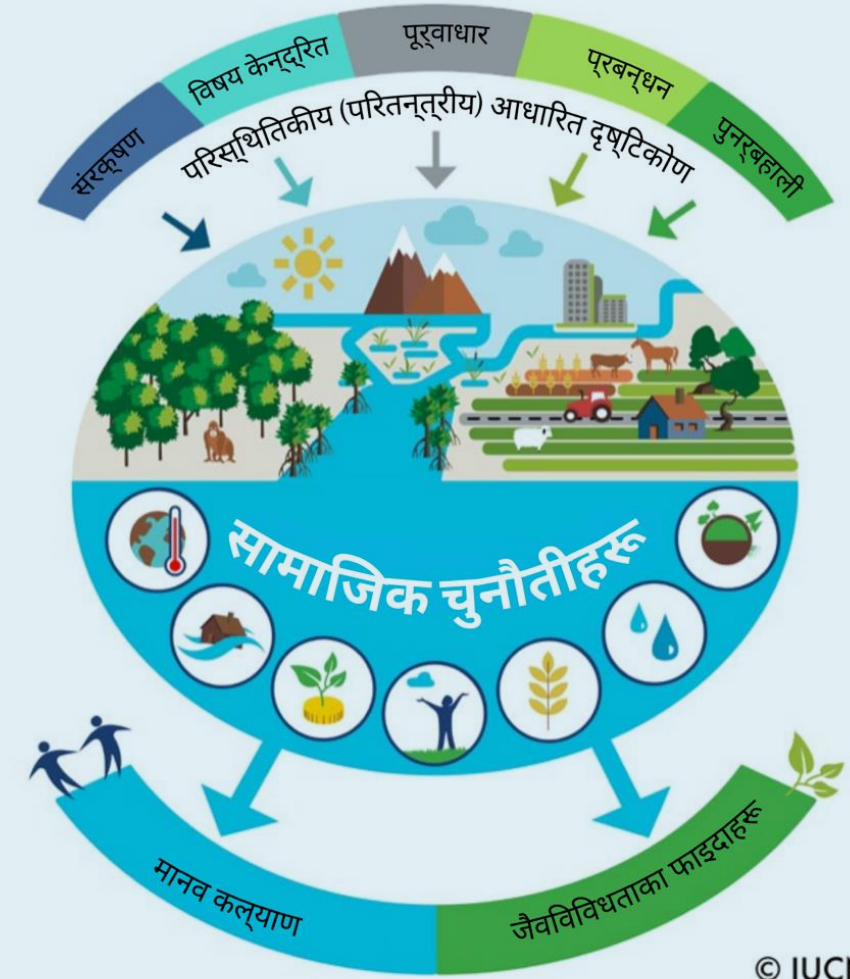 संरक्षण
विषय केन्द्रित
पूर्वाधार
प्रबन्धन
पुनर्बहाली
परिस्थितिकीय (परितन्त्रीय) आधारित दृष्टिकोण
सामाजिक चुनौतीहरू
मानव कल्याण
जैवविविधताका फाइदाहरू
© IUCN